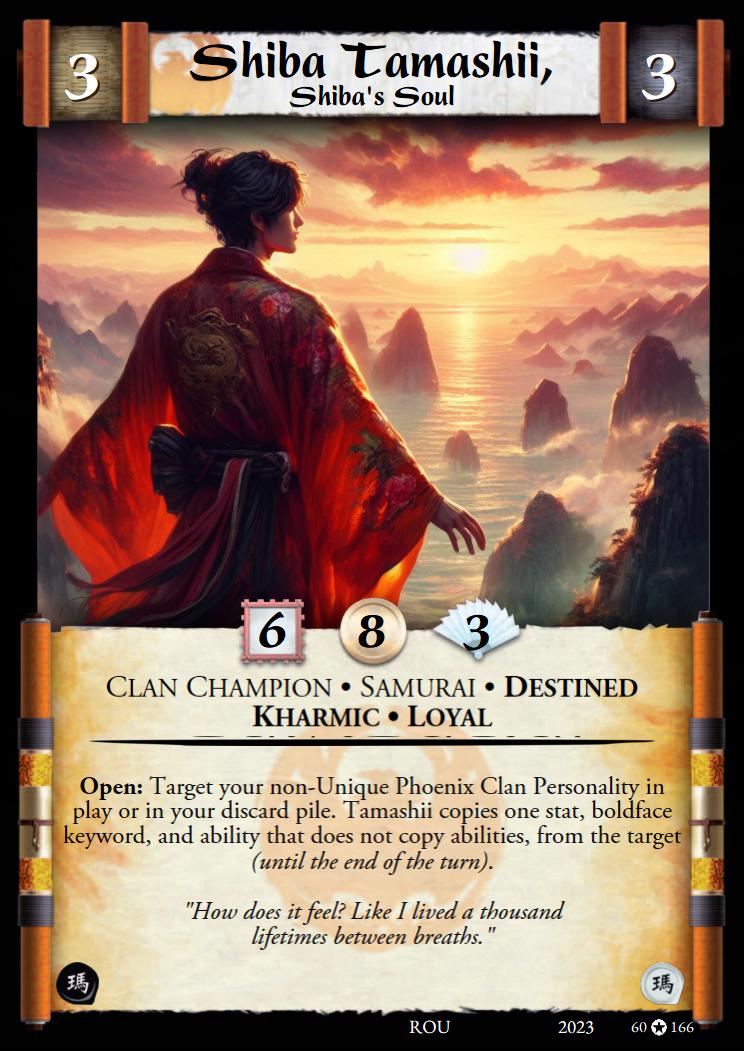 3
Shiba Tamashii,
Shiba's Soul
3
6
8
3
CLAN CHAMPION • SAMURAI • DESTINED
KHARMIC • LOYAL
Open: Target your non-Unique Phoenix Clan Personality in
play or in your discard pile. Tamashii copies one stat, boldface
keyword, and ability that does not copy abilities, from the target
(until the end of the turn).
"How does it feel? Like I lived a thousand
lifetimes between breaths."
瑪
瑪
ROU 2023 60 166